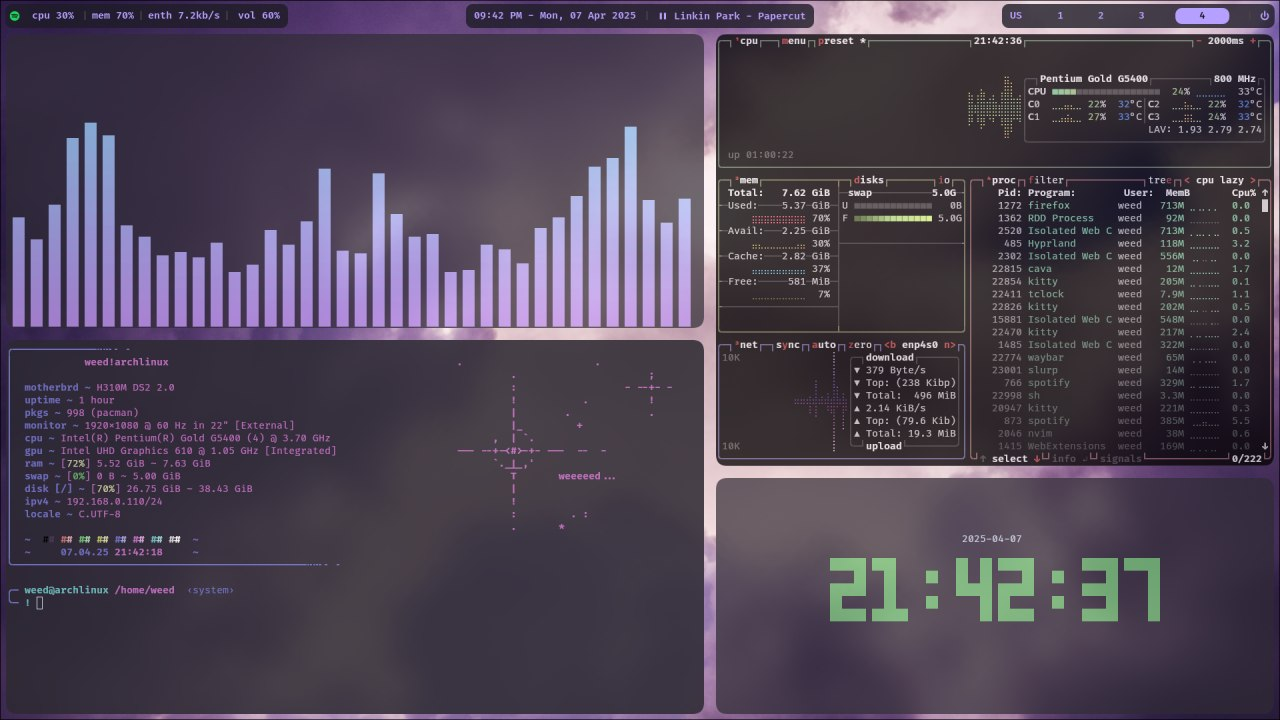 cpu 30% | mem 70% | enth 7.2kb/s | vol 60%
09:42 PM - Mon, 07 Apr 2025 | Linkin Park - Papercut
US 1 2 3 4
cpu menu preset * 21:42:36 - 2000ms +
Pentium Gold G5400 800 MHz
CPU 24% 33°C
C0 22% 32°C C2 22% 32°C
C1 27% 33°C C3 24% 33°C
LAV: 1.93 2.79 2.74
up 01:00:22
mem disks io
Total: 7.62 GiB
Used: 5.37 GiB
70%
Avail: 2.25 GiB
30%
Cache: 2.82 GiB
37%
Free: 581 MiB
7%
swap 5.0G
U 0B
F 5.0G
proc filter tree < cpu lazy >
Pid: Program: User: MemB Cpu% ↑
1272 firefox weed 713M 0.0
1362 RDD Process weed 92M 0.0
2520 Isolated Web C weed 713M 0.5
485 Hyprland weed 118M 3.2
2302 Isolated Web C weed 556M 0.0
22815 cava weed 12M 1.7
22854 kitty weed 205M 0.1
22411 tclock weed 7.9M 1.1
22826 kitty weed 202M 0.5
15881 Isolated Web C weed 548M 0.0
22470 kitty weed 217M 2.4
1485 Isolated Web C weed 322M 0.0
22774 waybar weed 65M 0.0
23001 slurp weed 14M 0.0
766 spotify weed 329M 1.7
22998 sh weed 3.3M 0.0
20947 kitty weed 221M 0.3
873 spotify weed 385M 5.5
2046 nvim weed 38M 0.6
1415 WebExtensions weed 169M 0.0 ↓
↑ select ↓ info signals 0/222
net sync auto zero <b enp4s0 n>
10K
download
▼ 379 Byte/s
▼ Top: (238 Kibp)
▼ Total: 496 MiB
▲ 2.14 KiB/s
▲ Top: (79.6 Kib)
▲ Total: 19.3 MiB
upload
10K
weed!archlinux
motherbrd ~ H310M DS2 2.0
uptime ~ 1 hour
pkgs ~ 998 (pacman)
monitor ~ 1920×1080 @ 60 Hz in 22" [External]
cpu ~ Intel(R) Pentium(R) Gold G5400 (4) @ 3.70 GHz
gpu ~ Intel UHD Graphics 610 @ 1.05 GHz [Integrated]
ram ~ [72%] 5.52 GiB ~ 7.63 GiB
swap ~ [0%] 0 B ~ 5.00 GiB
disk [/] ~ [70%] 26.75 GiB ~ 38.43 GiB
ipv4 ~ 192.168.0.110/24
locale ~ C.UTF-8
~ ## ## ## ## ## ## ## ## ~
~ 07.04.25 21:42:18 ~
weeeeed...
weed@archlinux /home/weed ‹system›
!
2025-04-07
21:42:37